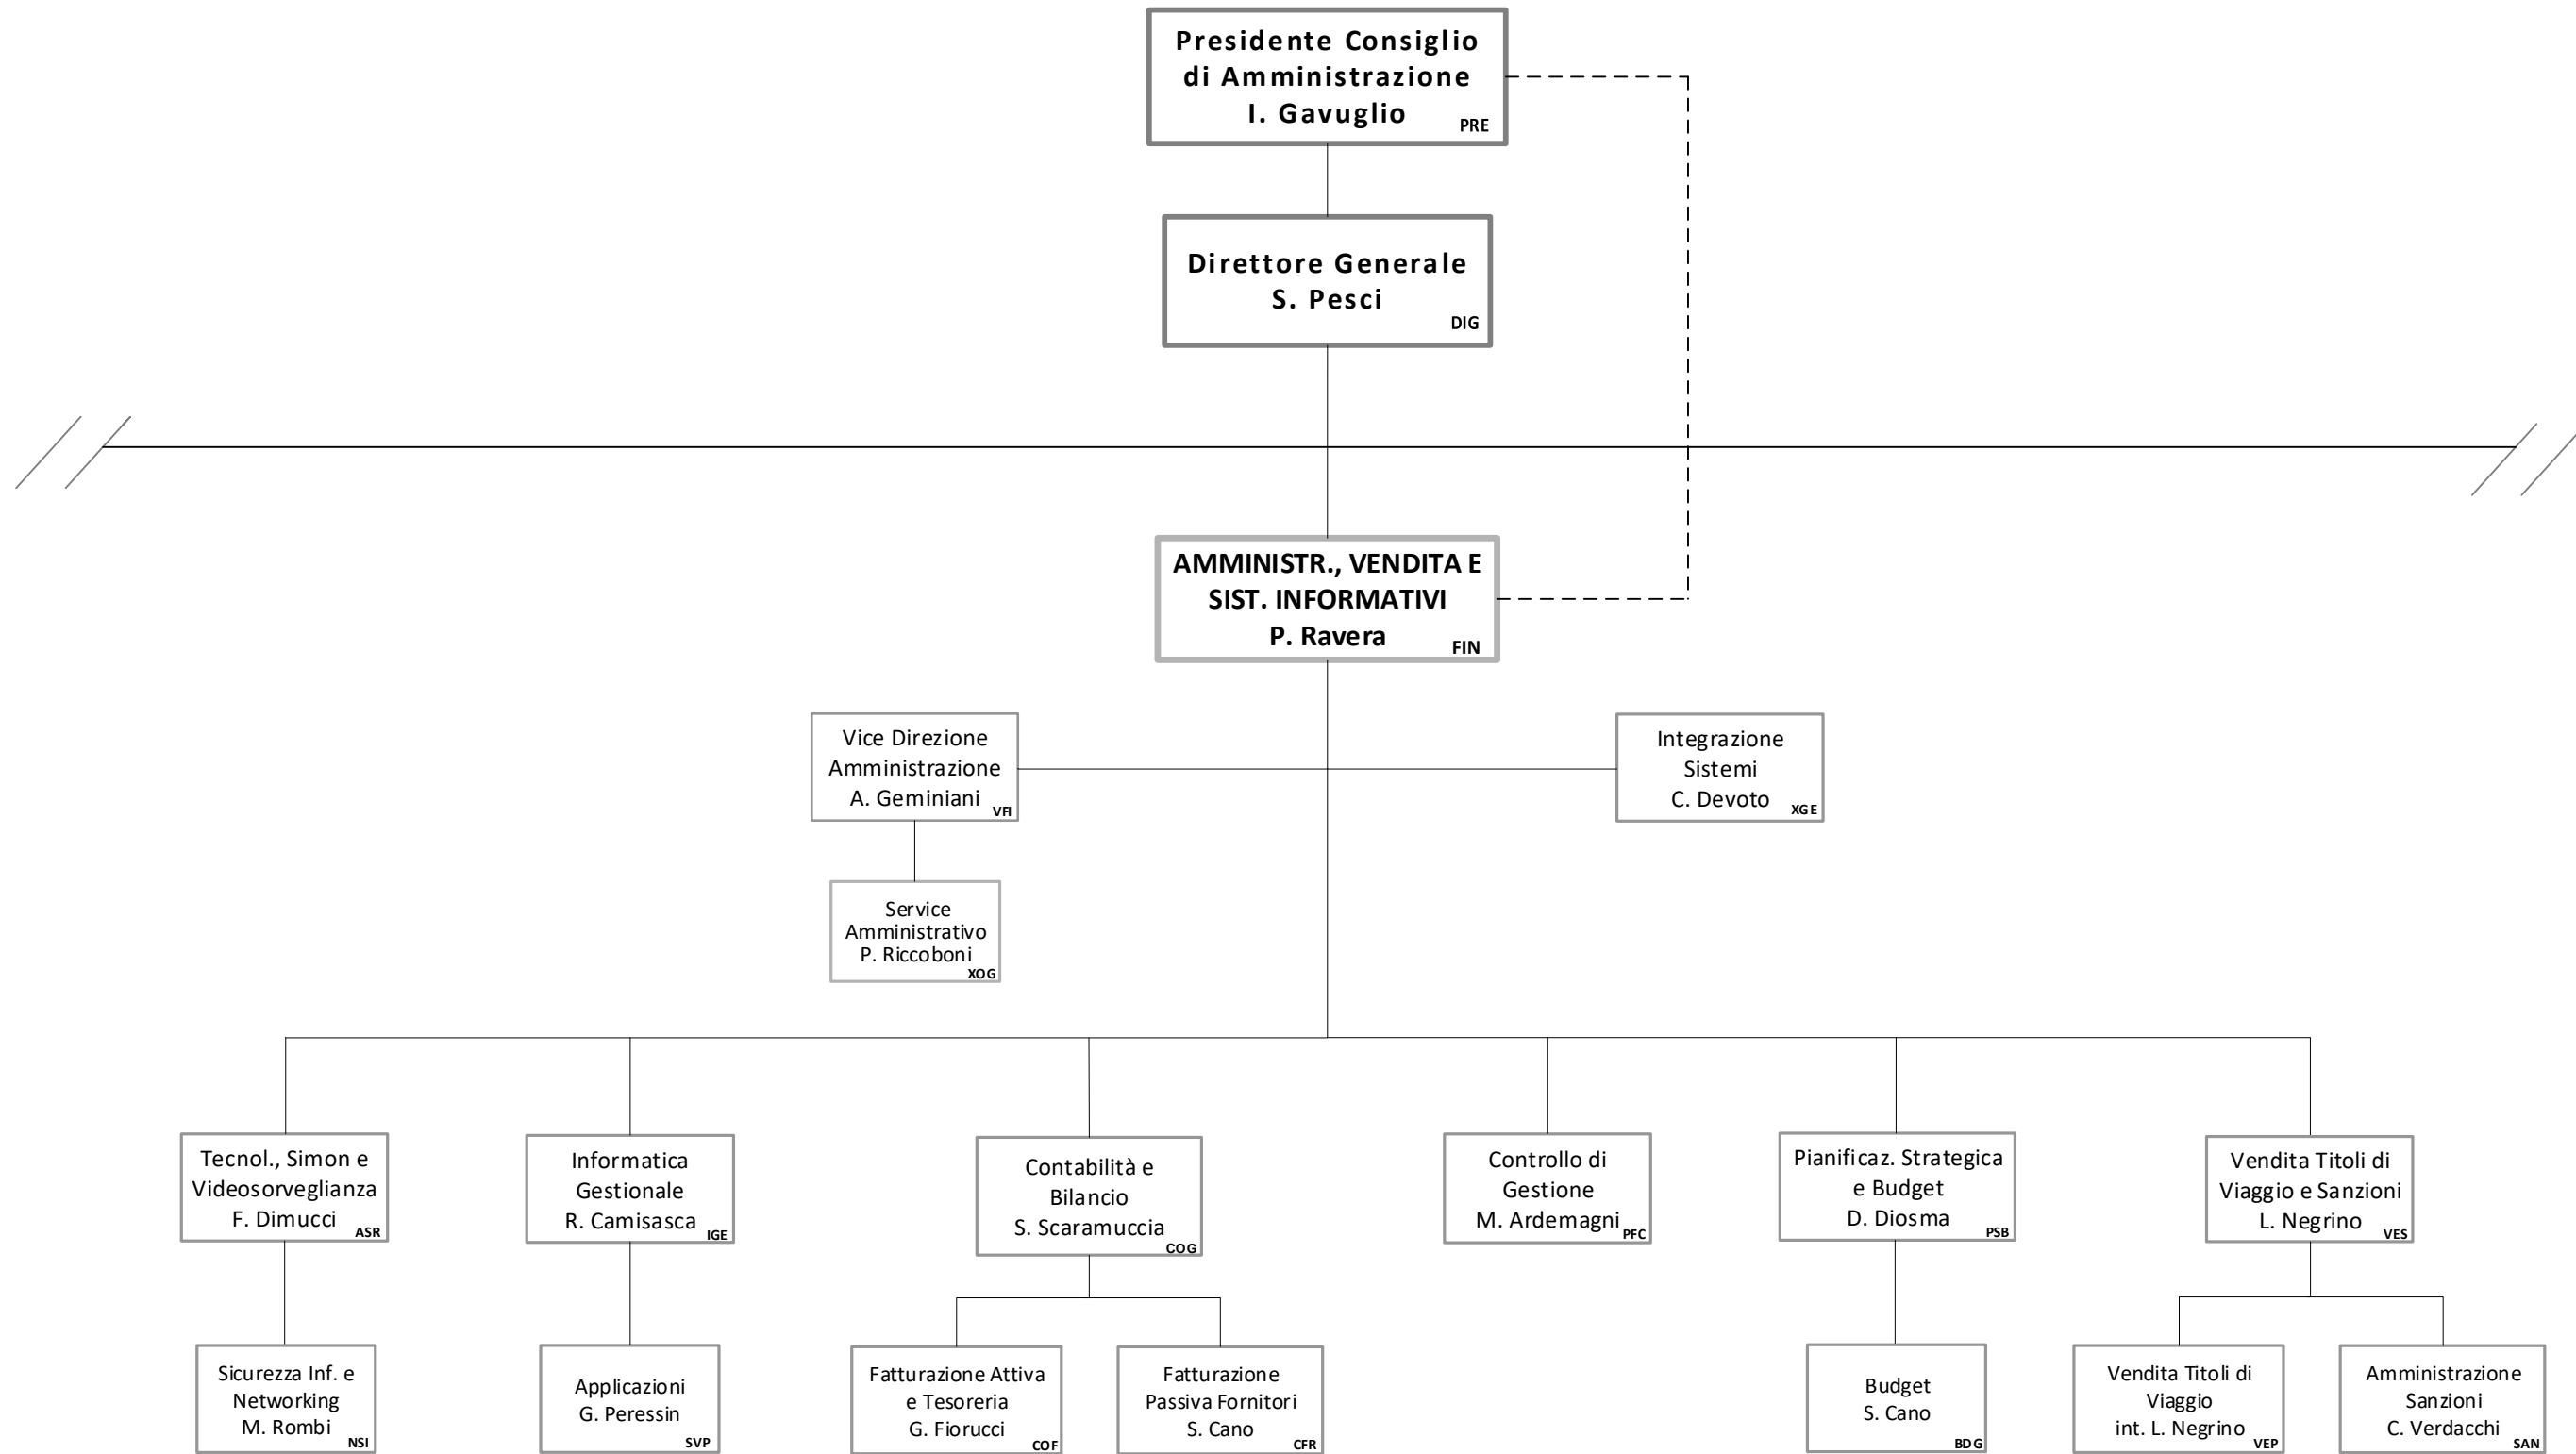 Presidente Consiglio
di Amministrazione
I. Gavuglio
PRE
Direttore Generale
S. Pesci
DIG
AMMINISTR., VENDITA E
SIST. INFORMATIVI
P. Ravera
FIN
Vice Direzione
Amministrazione
A. Geminiani
VFI
Integrazione
Sistemi
C. Devoto
XGE
Service
Amministrativo
P. Riccoboni
XOG
Tecnol., Simon e
Videosorveglianza
F. Dimucci
ASR
Informatica
Gestionale
R. Camisasca
IGE
Contabilità e
Bilancio
S. Scaramuccia
COG
Controllo di
Gestione
M. Ardemagni
PFC
Pianificaz. Strategica
e Budget
D. Diosma
PSB
Vendita Titoli di
Viaggio e Sanzioni
L. Negrino
VES
Sicurezza Inf. e
Networking
M. Rombi
NSI
Applicazioni
G. Peressin
SVP
Fatturazione Attiva
e Tesoreria
G. Fiorucci
COF
Fatturazione
Passiva Fornitori
S. Cano
CFR
Budget
S. Cano
BDG
Vendita Titoli di
Viaggio
int. L. Negrino
VEP
Amministrazione
Sanzioni
C. Verdacchi
SAN